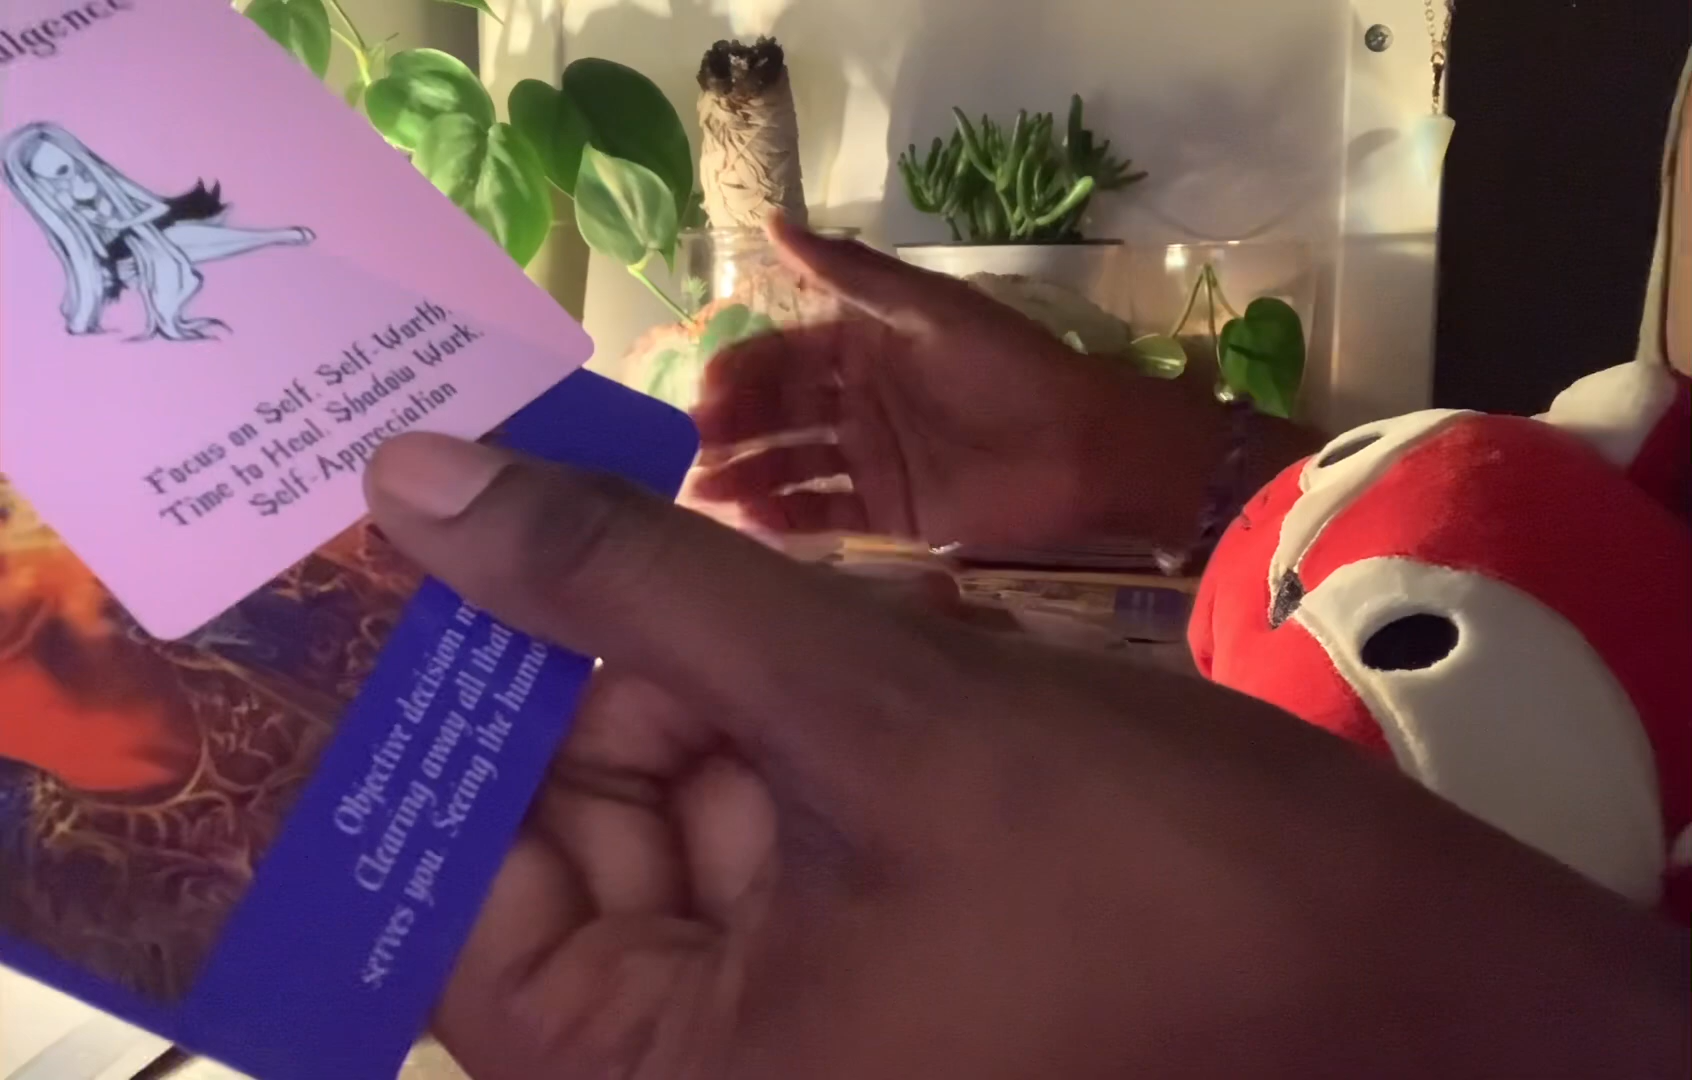 Focus on Self. Self-Worth.
Time to Heal. Shadow Work.
Self-Appreciation
Objective decision
Clearing away all that
serves you. Seeing the